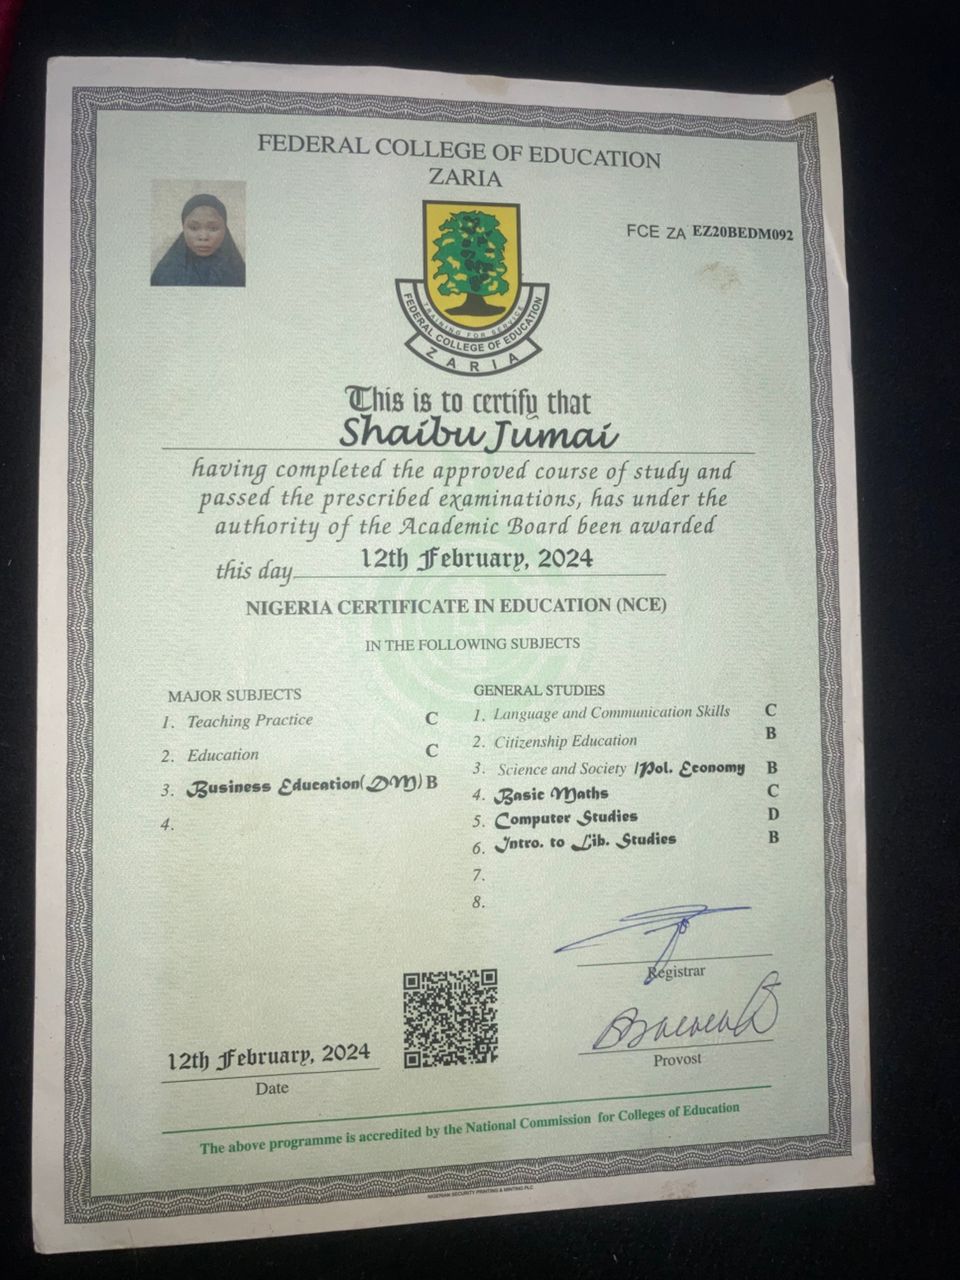 FEDERAL COLLEGE OF EDUCATION
ZARIA
FCE ZA EZ20BEDM092
TRAINING FOR SERVICE
FEDERAL COLLEGE OF EDUCATION
ZARIA
This is to certify that
Shaibu Jumai
having completed the approved course of study and
passed the prescribed examinations, has under the
authority of the Academic Board been awarded
this day 12th February, 2024
NIGERIA CERTIFICATE IN EDUCATION (NCE)
IN THE FOLLOWING SUBJECTS
MAJOR SUBJECTS
1. Teaching Practice C
2. Education C
3. Business Education(DM) B
4.
GENERAL STUDIES
1. Language and Communication Skills C
2. Citizenship Education B
3. Science and Society /Pol. Economy B
4. Basic Maths C
5. Computer Studies D
6. Intro. to Lib. Studies B
7.
8.
Registrar
Provost
12th February, 2024
Date
The above programme is accredited by the National Commission for Colleges of Education
NIGERIAN SECURITY PRINTING & MINTING PLC